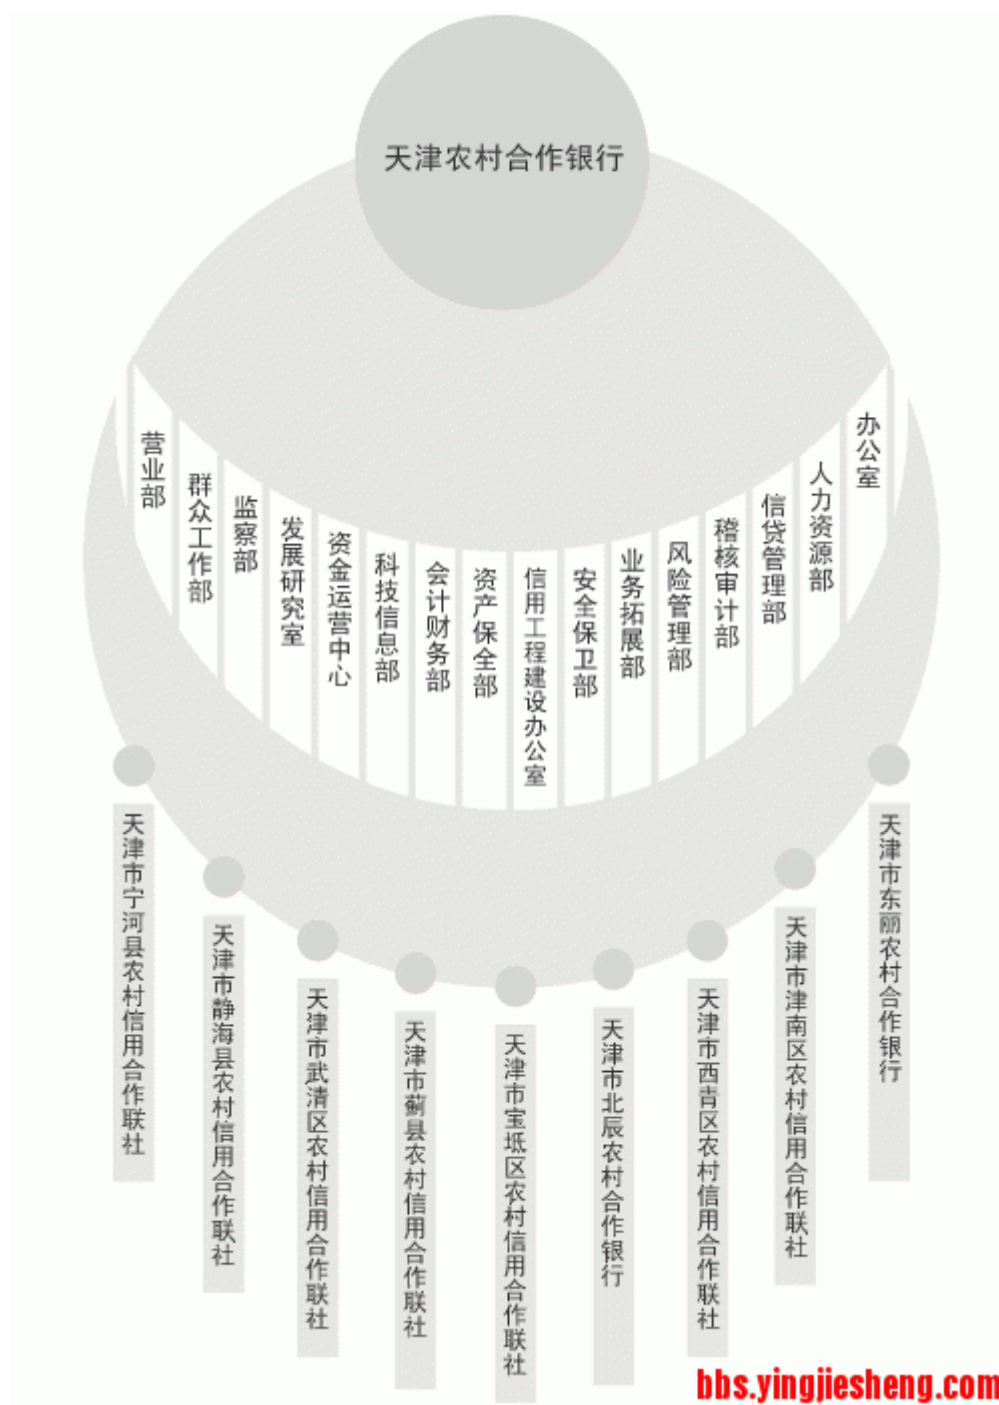 天津农村合作银行
营业部
群众工作部
监察部
发展研究室
资金运营中心
科技信息部
会计财务部
资产保全部
信用工程建设办公室
安全保卫部
业务拓展部
风险管理部
稽核审计部
信贷管理部
人力资源部
办公室
天津市宁河县农村信用合作联社
天津市静海县农村信用合作联社
天津市武清区农村信用合作联社
天津市蓟县农村信用合作联社
天津市宝坻区农村信用合作联社
天津市北辰农村合作银行
天津市西青区农村信用合作联社
天津市津南区农村信用合作联社
天津市东丽农村合作银行
bbs.yingjiesheng.com